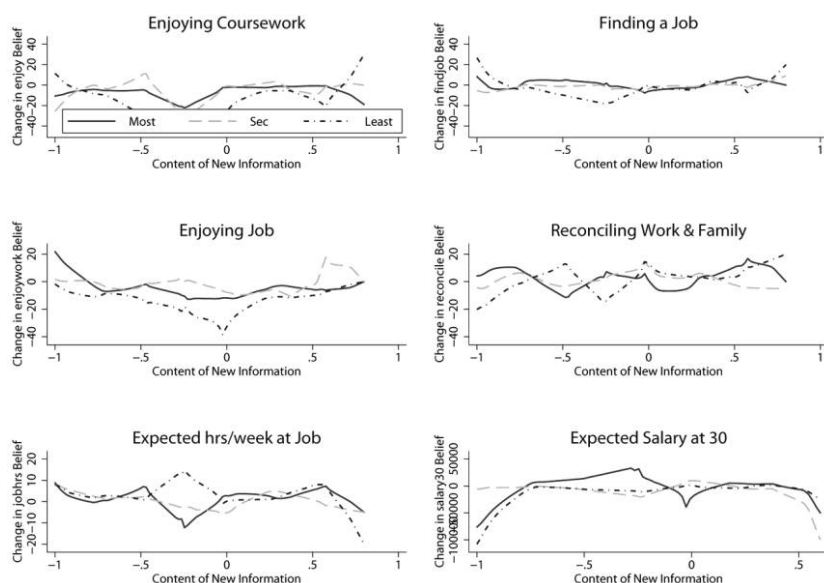 Enjoying Coursework
Change in enjoy Belief
−40 −20 0 20 40
Most Sec Least
−1 −.5 0 .5 1
Content of New Information
Finding a Job
Change in findjob Belief
−40 −20 0 20 40
−1 −.5 0 .5 1
Content of New Information
Enjoying Job
Change in enjoywork Belief
−40 −20 0 20
−1 −.5 0 .5 1
Content of New Information
Reconciling Work & Family
Change in reconcile Belief
−40 −20 0 20
−1 −.5 0 .5 1
Content of New Information
Expected hrs/week at Job
Change in jobhrs Belief
−20 −10 0 10 20
−1 −.5 0 .5 1
Content of New Information
Expected Salary at 30
Change in salary30 Belief
0 50000
−1 −.5 0 .5
Content of New Information